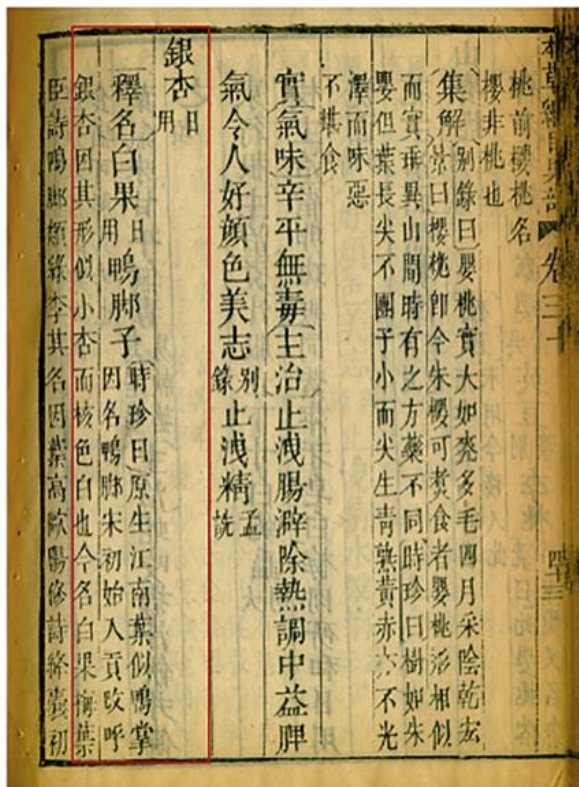 本草綱目果部 卷三十 四十三
桃前櫻桃名
櫻非桃也
集解別錄曰嬰桃實大如麥多毛四月采陰乾宏
景曰櫻桃卽今朱櫻可煑食者嬰桃形相似
而實乖異山間時有之方藥不同時珍曰樹如朱
嬰但葉長尖不團子小而尖生青熟黃赤亦不光
澤而味惡
不堪食
實氣味辛平無毒主治止洩腸澼除熱調中益脾
氣令人好顏色美志別錄止洩精孟詵
銀杏日用
釋名白果日用鴨腳子時珍曰原生江南葉似鴨掌
因名鴨腳宋初始入貢改呼
銀杏因其形似小杏而核色白也今名白果梅葉
臣詩鴨腳類綠李其名因葉高歐陽修詩絳囊初